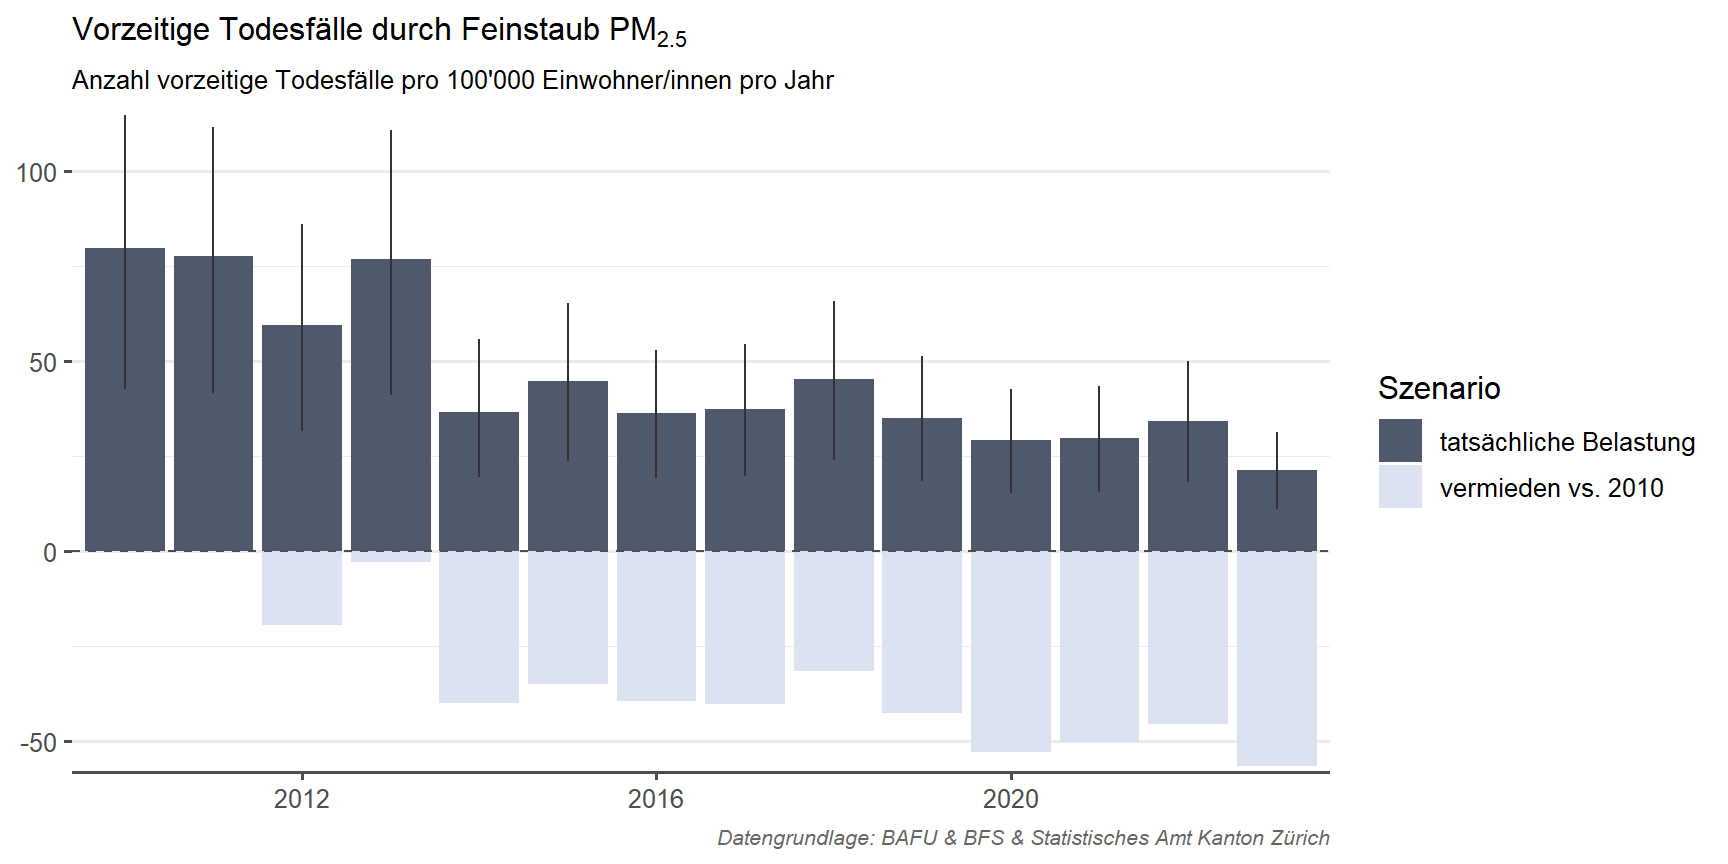 Vorzeitige Todesfälle durch Feinstaub PM2.5
Anzahl vorzeitige Todesfälle pro 100'000 Einwohner/innen pro Jahr
100
50
0
-50
2012
2016
2020
Szenario
tatsächliche Belastung
vermieden vs. 2010
Datengrundlage: BAFU & BFS & Statistisches Amt Kanton Zürich